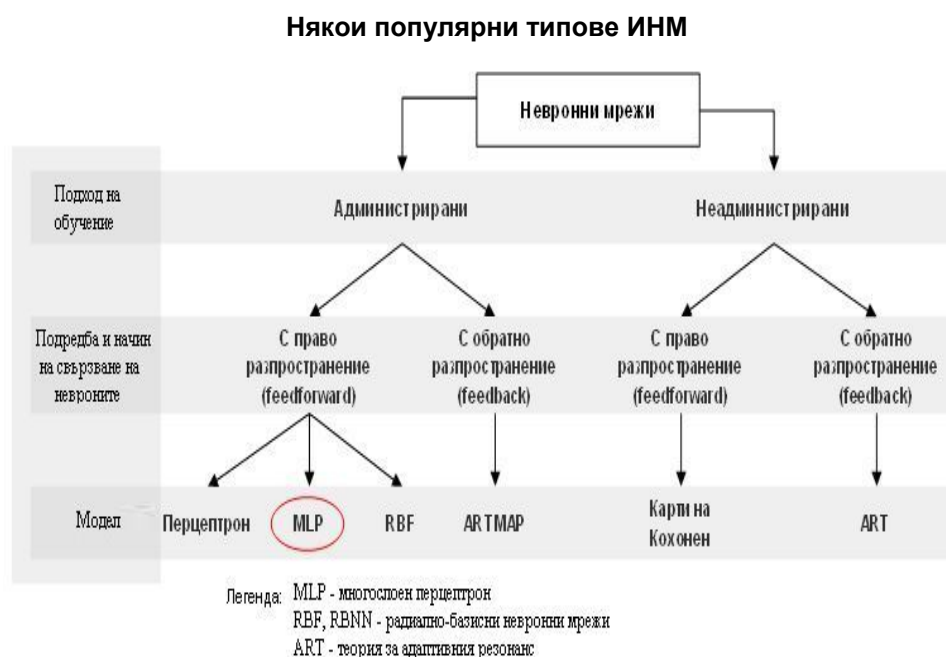 Някои популярни типове ИНМ
Невронни мрежи
Подход на
обучение
Администрирани
Неадминистрирани
Подредба и начин
на свързване на
невроните
С право
разпространение
(feedforward)
С обратно
разпространение
(feedback)
С право
разпространение
(feedforward)
С обратно
разпространение
(feedback)
Модел
Перцептрон
MLP
RBF
ARTMAP
Карти на
Кохонен
ART
Легенда:
MLP - многослоен перцептрон
RBF, RBNN - радиално-базисни невронни мрежи
ART - теория за адаптивния резонанс